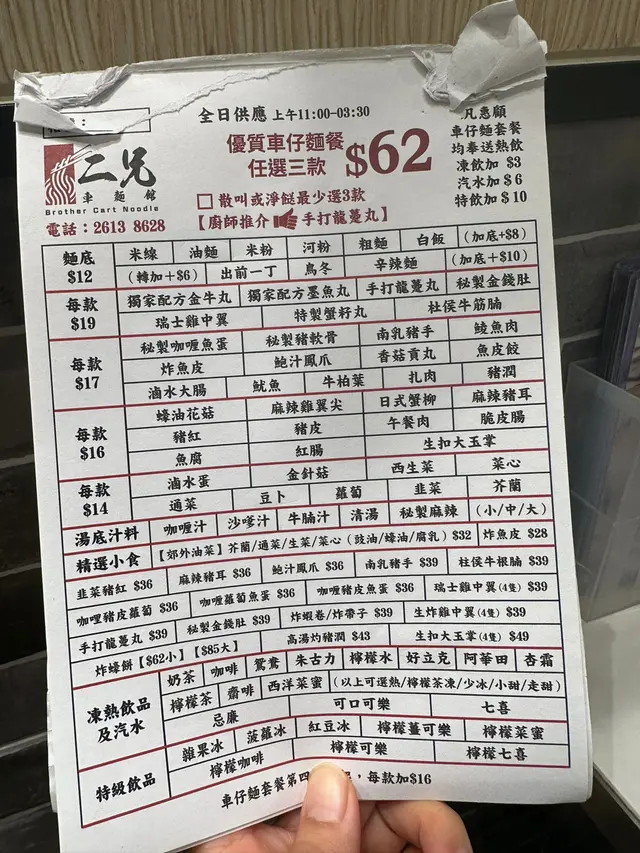 全日供應 上午11:00-03:30
優質車仔麵餐
任選三款 $62
散叫或淨餸最少選3款
【廚師推介 手打龍躉丸】
凡惠顧
車仔麵套餐
均奉送熱飲
凍飲加 $3
汽水加 $6
特飲加 $10
二兄
車麵館
Brother Cart Noodle
電話：2613 8628
麵底 $12
米線 油麵 米粉 河粉 粗麵 白飯 (加底+$8)
(轉加+$6) 出前一丁 烏冬 辛辣麵 (加底+$10)
每款 $19
獨家配方金牛丸 獨家配方墨魚丸 手打龍躉丸 秘製金錢肚
瑞士雞中翼 特製蟹籽丸 柱侯牛筋腩
每款 $17
秘製咖喱魚蛋 秘製豬軟骨 南乳豬手 鯪魚肉
炸魚皮 鮑汁鳳爪 香菇貢丸 魚皮餃
滷水大腸 魷魚 牛柏葉 扎肉 豬潤
每款 $16
蠔油花菇 麻辣雞翼尖 日式蟹柳 麻辣豬耳
豬紅 豬皮 午餐肉 脆皮腸
魚腐 紅腸 生扣大玉掌
每款 $14
滷水蛋 金針菇 西生菜 菜心
通菜 豆卜 蘿蔔 韭菜 芥蘭
湯底汁料 咖喱汁 沙嗲汁 牛腩汁 清湯 秘製麻辣 (小/中/大)
精選小食 【郊外油菜】芥蘭/通菜/生菜/菜心 (豉油/蠔油/腐乳) $32 炸魚皮 $28
韭菜豬紅 $36 麻辣豬耳 $36 鮑汁鳳爪 $36 南乳豬手 $39 柱侯牛根腩 $39
咖哩豬皮蘿蔔 $36 咖喱蘿蔔魚蛋 $36 咖喱豬皮魚蛋 $36 瑞士雞中翼(4隻) $39
手打龍躉丸 $39 秘製金錢肚 $39 炸蝦卷/炸帶子 $39 生炸雞中翼(4隻) $39
炸蠔餅【$62小】【$85大】 高湯灼豬潤 $43 生扣大玉掌(4隻) $49
凍熱飲品
及汽水
奶茶 咖啡 鴛鴦 朱古力 檸檬水 好立克 阿華田 杏霜
檸檬茶 齋啡 西洋菜蜜 (以上可選熱/檸檬茶凍/少冰/小甜/走甜)
忌廉 可口可樂 七喜
特級飲品
雜果冰 菠蘿冰 紅豆冰 檸檬薑可樂 檸檬菜蜜
檸檬咖啡 檸檬可樂 檸檬七喜
車仔麵套餐第四 ，每款加$16